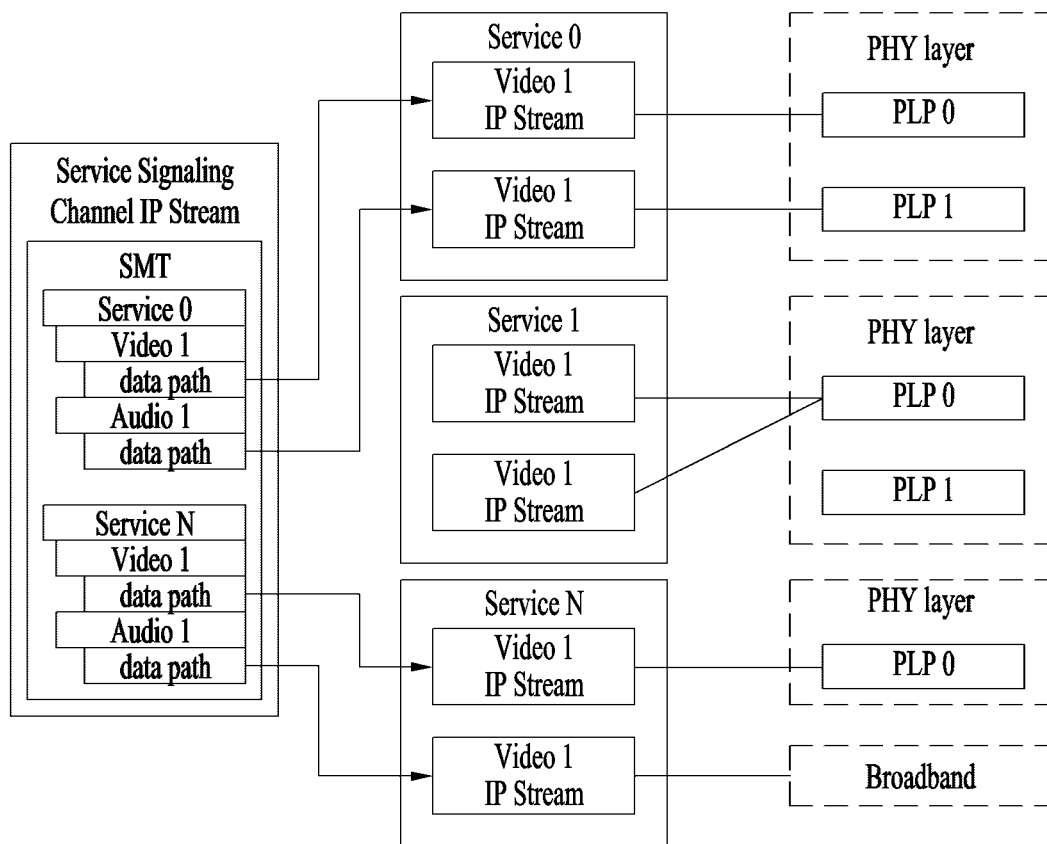 Service Signaling
Channel IP Stream
SMT
Service 0
Video 1
data path
Audio 1
data path
Service N
Video 1
data path
Audio 1
data path
Service 0
Video 1
IP Stream
Video 1
IP Stream
Service 1
Video 1
IP Stream
Video 1
IP Stream
Service N
Video 1
IP Stream
Video 1
IP Stream
PHY layer
PLP 0
PLP 1
PHY layer
PLP 0
PLP 1
PHY layer
PLP 0
Broadband